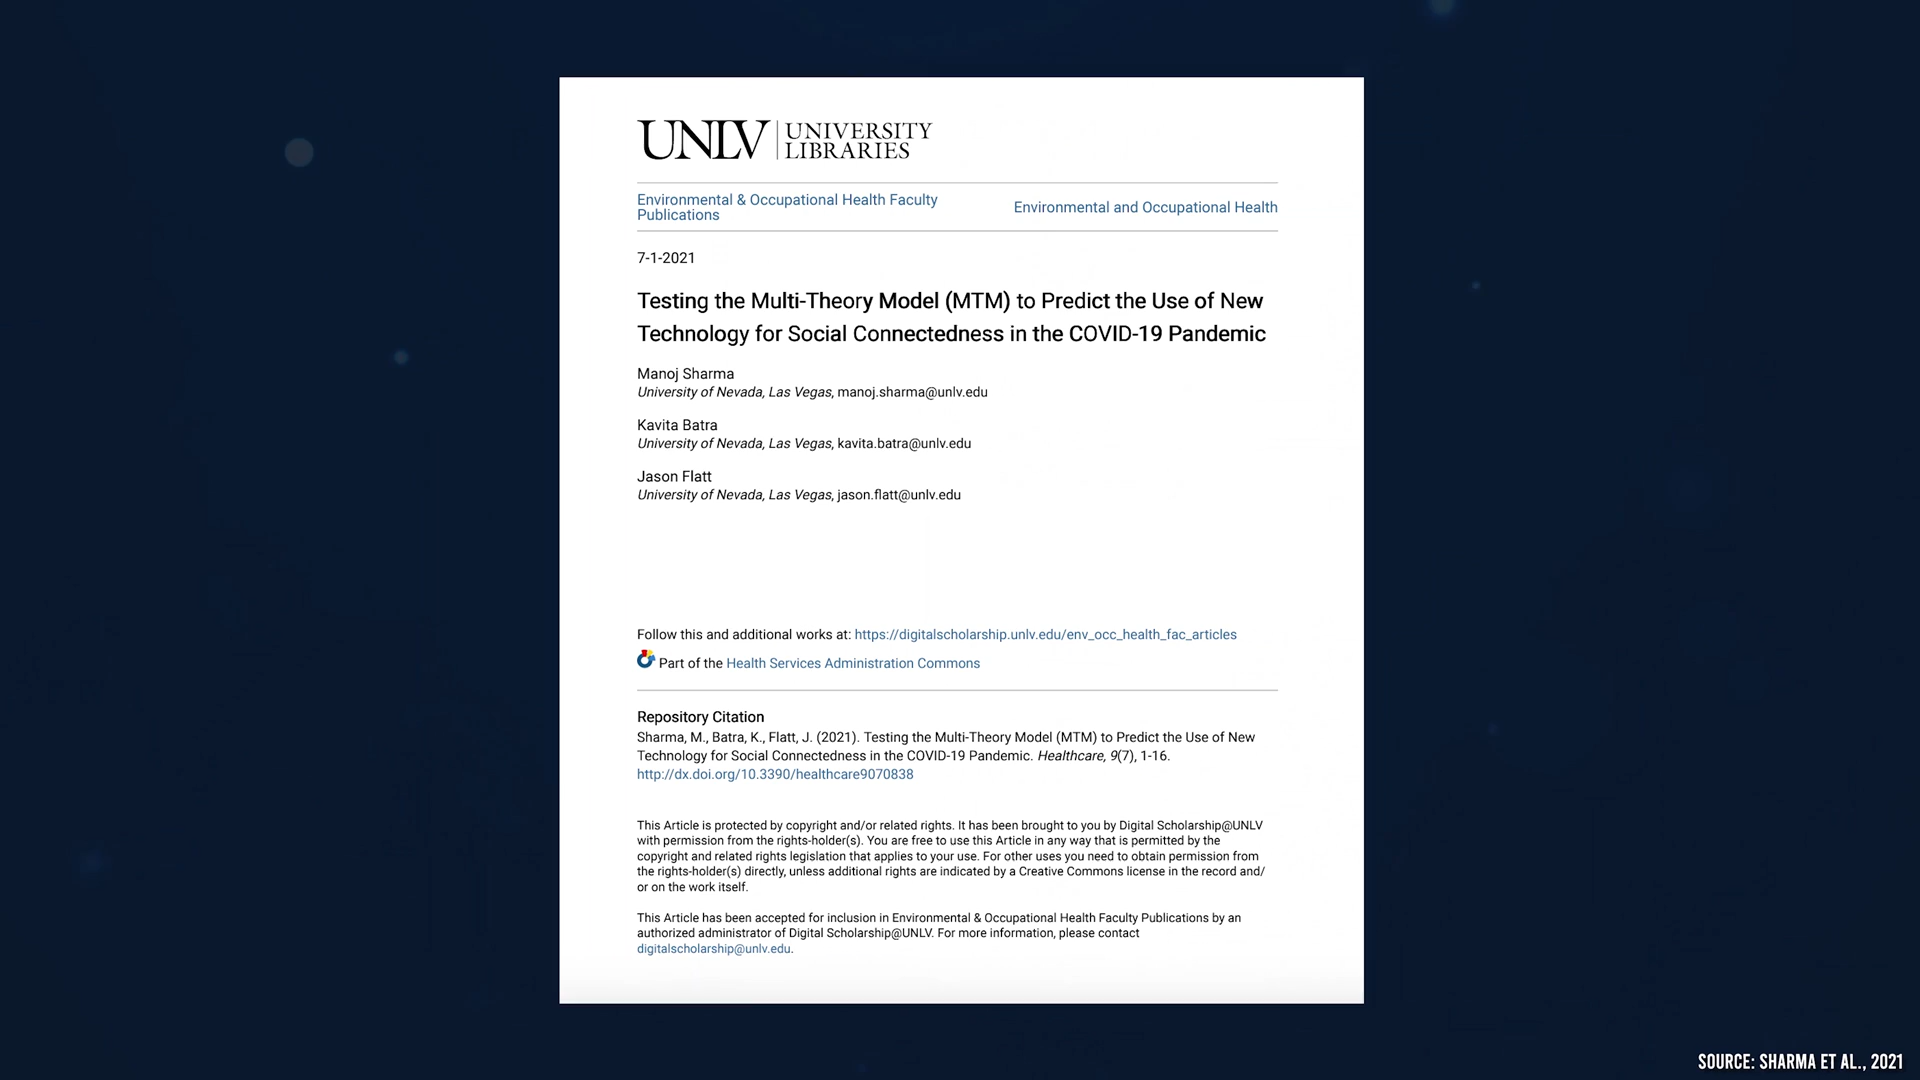 UNLV UNIVERSITY
LIBRARIES
Environmental & Occupational Health Faculty
Publications
Environmental and Occupational Health
7-1-2021
Testing the Multi-Theory Model (MTM) to Predict the Use of New
Technology for Social Connectedness in the COVID-19 Pandemic
Manoj Sharma
University of Nevada, Las Vegas, manoj.sharma@unlv.edu
Kavita Batra
University of Nevada, Las Vegas, kavita.batra@unlv.edu
Jason Flatt
University of Nevada, Las Vegas, jason.flatt@unlv.edu
Follow this and additional works at: https://digitalscholarship.unlv.edu/env_occ_health_fac_articles
Part of the Health Services Administration Commons
Repository Citation
Sharma, M., Batra, K., Flatt, J. (2021). Testing the Multi-Theory Model (MTM) to Predict the Use of New
Technology for Social Connectedness in the COVID-19 Pandemic. Healthcare, 9(7), 1-16.
http://dx.doi.org/10.3390/healthcare9070838
This Article is protected by copyright and/or related rights. It has been brought to you by Digital Scholarship@UNLV
with permission from the rights-holder(s). You are free to use this Article in any way that is permitted by the
copyright and related rights legislation that applies to your use. For other uses you need to obtain permission from
the rights-holder(s) directly, unless additional rights are indicated by a Creative Commons license in the record and/
or on the work itself.
This Article has been accepted for inclusion in Environmental & Occupational Health Faculty Publications by an
authorized administrator of Digital Scholarship@UNLV. For more information, please contact
digitalscholarship@unlv.edu.
SOURCE: SHARMA ET AL., 2021